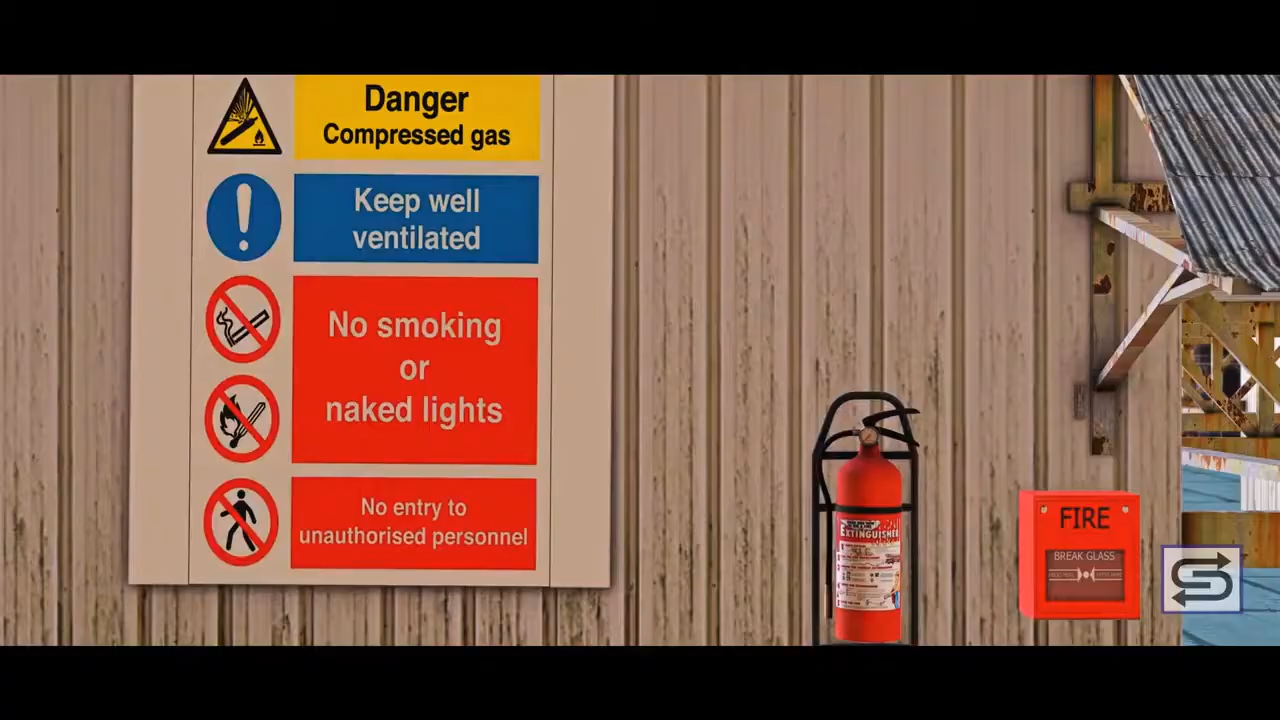 Danger
Compressed gas
Keep well
ventilated
No smoking
or
naked lights
No entry to
unauthorised personnel
EXTINGUISHER
FIRE
BREAK GLASS